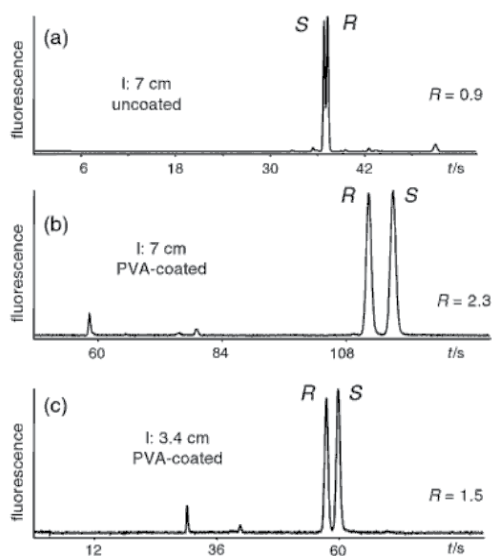 (a)
fluorescence
I: 7 cm
uncoated
S R
R = 0.9
6 18 30 42 t/s
(b)
fluorescence
I: 7 cm
PVA-coated
R S
R = 2.3
60 84 108 t/s
(c)
fluorescence
I: 3.4 cm
PVA-coated
R S
R = 1.5
12 36 60 t/s